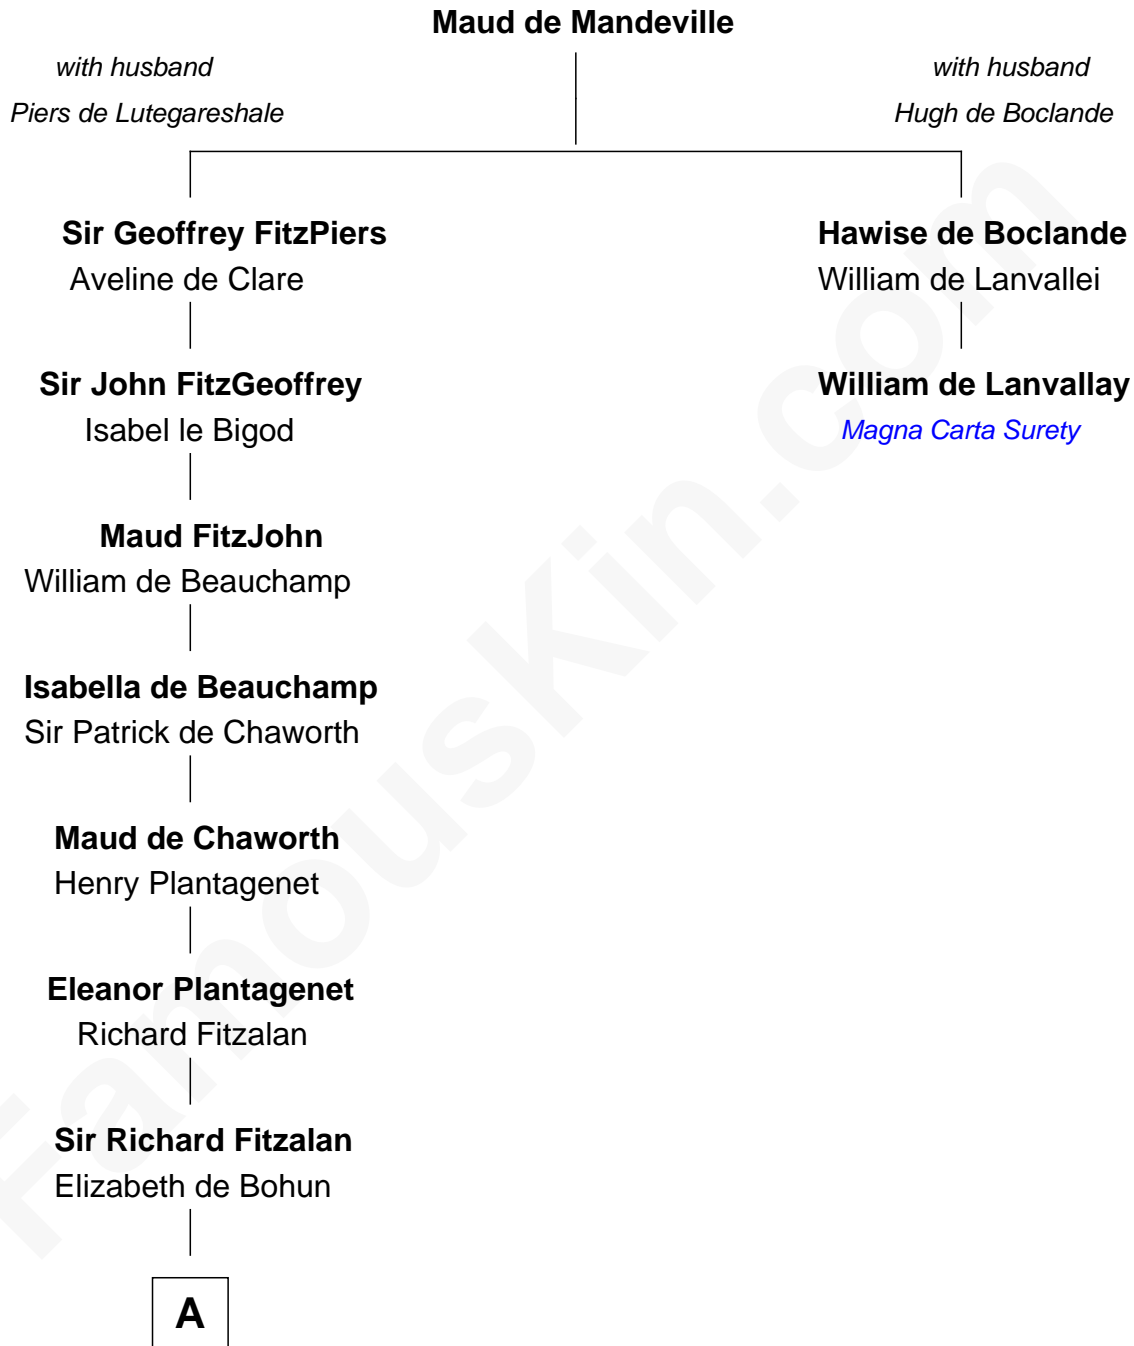 Maud de Mandeville
with husband
Piers de Lutegareshale
with husband
Hugh de Boclande
Sir Geoffrey FitzPiers
Aveline de Clare
Hawise de Boclande
William de Lanvallei
Sir John FitzGeoffrey
Isabel le Bigod
William de Lanvallay
Magna Carta Surety
Maud FitzJohn
William de Beauchamp
Isabella de Beauchamp
Sir Patrick de Chaworth
Maud de Chaworth
Henry Plantagenet
Eleanor Plantagenet
Richard Fitzalan
Sir Richard Fitzalan
Elizabeth de Bohun
A
FamousKin.com